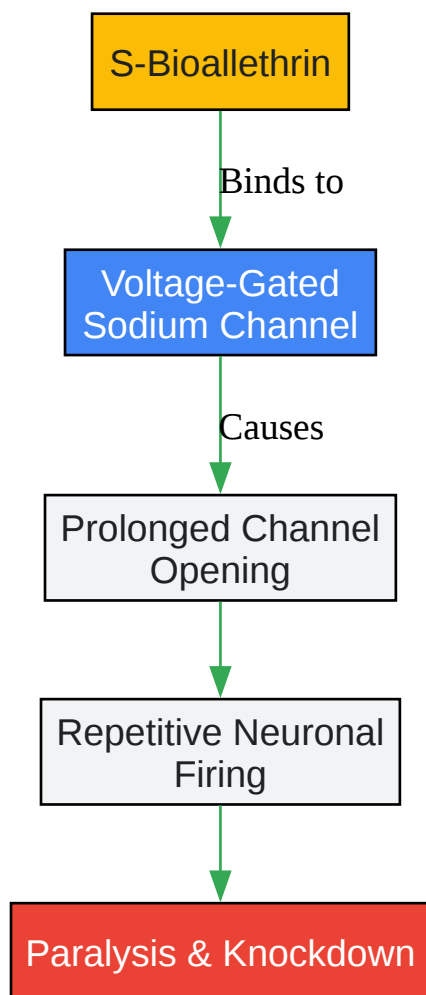 S-Bioallethrin
Binds to
Voltage-Gated
Sodium Channel
Causes
Prolonged Channel
Opening
Repetitive Neuronal
Firing
Paralysis & Knockdown